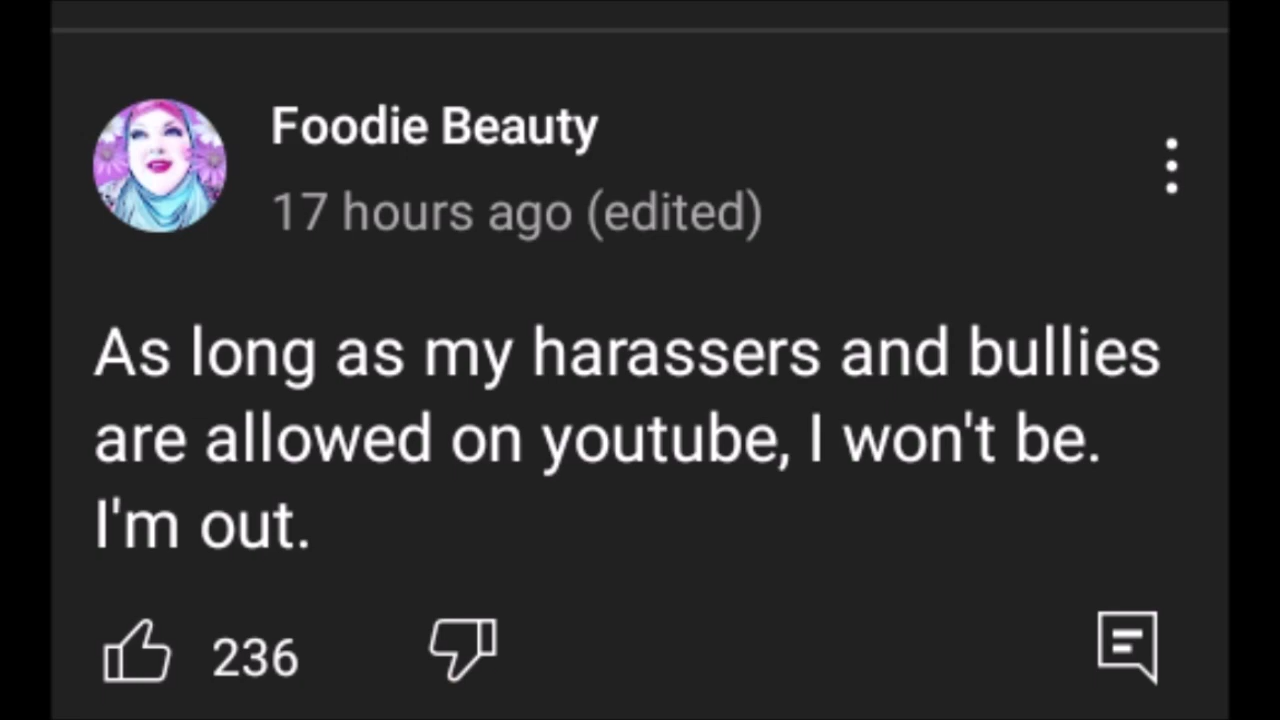 Foodie Beauty
17 hours ago (edited)
As long as my harassers and bullies
are allowed on youtube, I won't be.
I'm out.
236